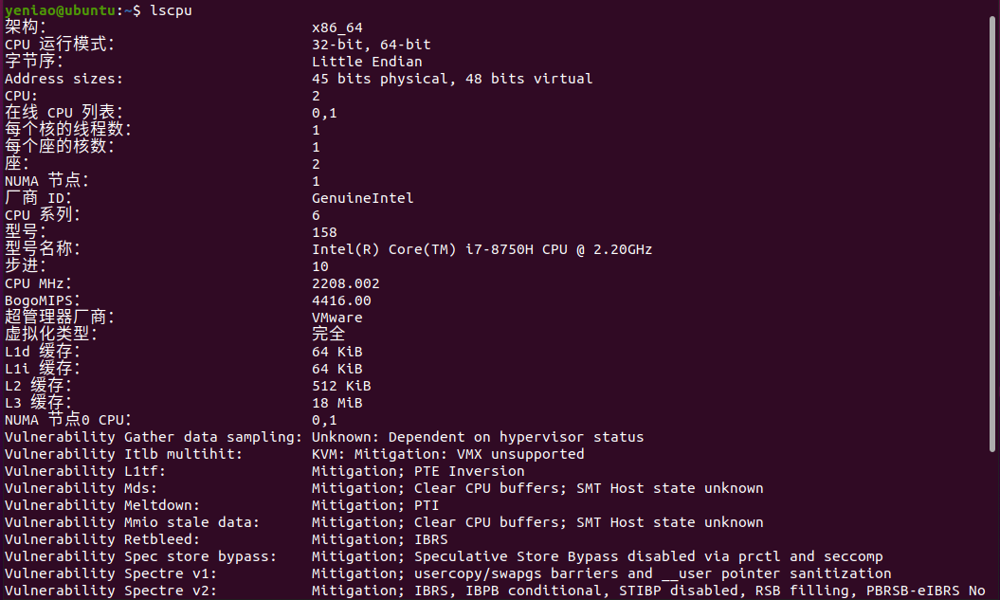 yeniao@ubuntu:~$ lscpu
架构： x86_64
CPU 运行模式： 32-bit, 64-bit
字节序： Little Endian
Address sizes: 45 bits physical, 48 bits virtual
CPU: 2
在线 CPU 列表： 0,1
每个核的线程数： 1
每个座的核数： 1
座： 2
NUMA 节点： 1
厂商 ID： GenuineIntel
CPU 系列： 6
型号： 158
型号名称： Intel(R) Core(TM) i7-8750H CPU @ 2.20GHz
步进： 10
CPU MHz： 2208.002
BogoMIPS： 4416.00
超管理器厂商： VMware
虚拟化类型： 完全
L1d 缓存： 64 KiB
L1i 缓存： 64 KiB
L2 缓存： 512 KiB
L3 缓存： 18 MiB
NUMA 节点0 CPU： 0,1
Vulnerability Gather data sampling: Unknown: Dependent on hypervisor status
Vulnerability Itlb multihit: KVM: Mitigation: VMX unsupported
Vulnerability L1tf: Mitigation; PTE Inversion
Vulnerability Mds: Mitigation; Clear CPU buffers; SMT Host state unknown
Vulnerability Meltdown: Mitigation; PTI
Vulnerability Mmio stale data: Mitigation; Clear CPU buffers; SMT Host state unknown
Vulnerability Retbleed: Mitigation; IBRS
Vulnerability Spec store bypass: Mitigation; Speculative Store Bypass disabled via prctl and seccomp
Vulnerability Spectre v1: Mitigation; usercopy/swapgs barriers and __user pointer sanitization
Vulnerability Spectre v2: Mitigation; IBRS, IBPB conditional, STIBP disabled, RSB filling, PBRSB-eIBRS No